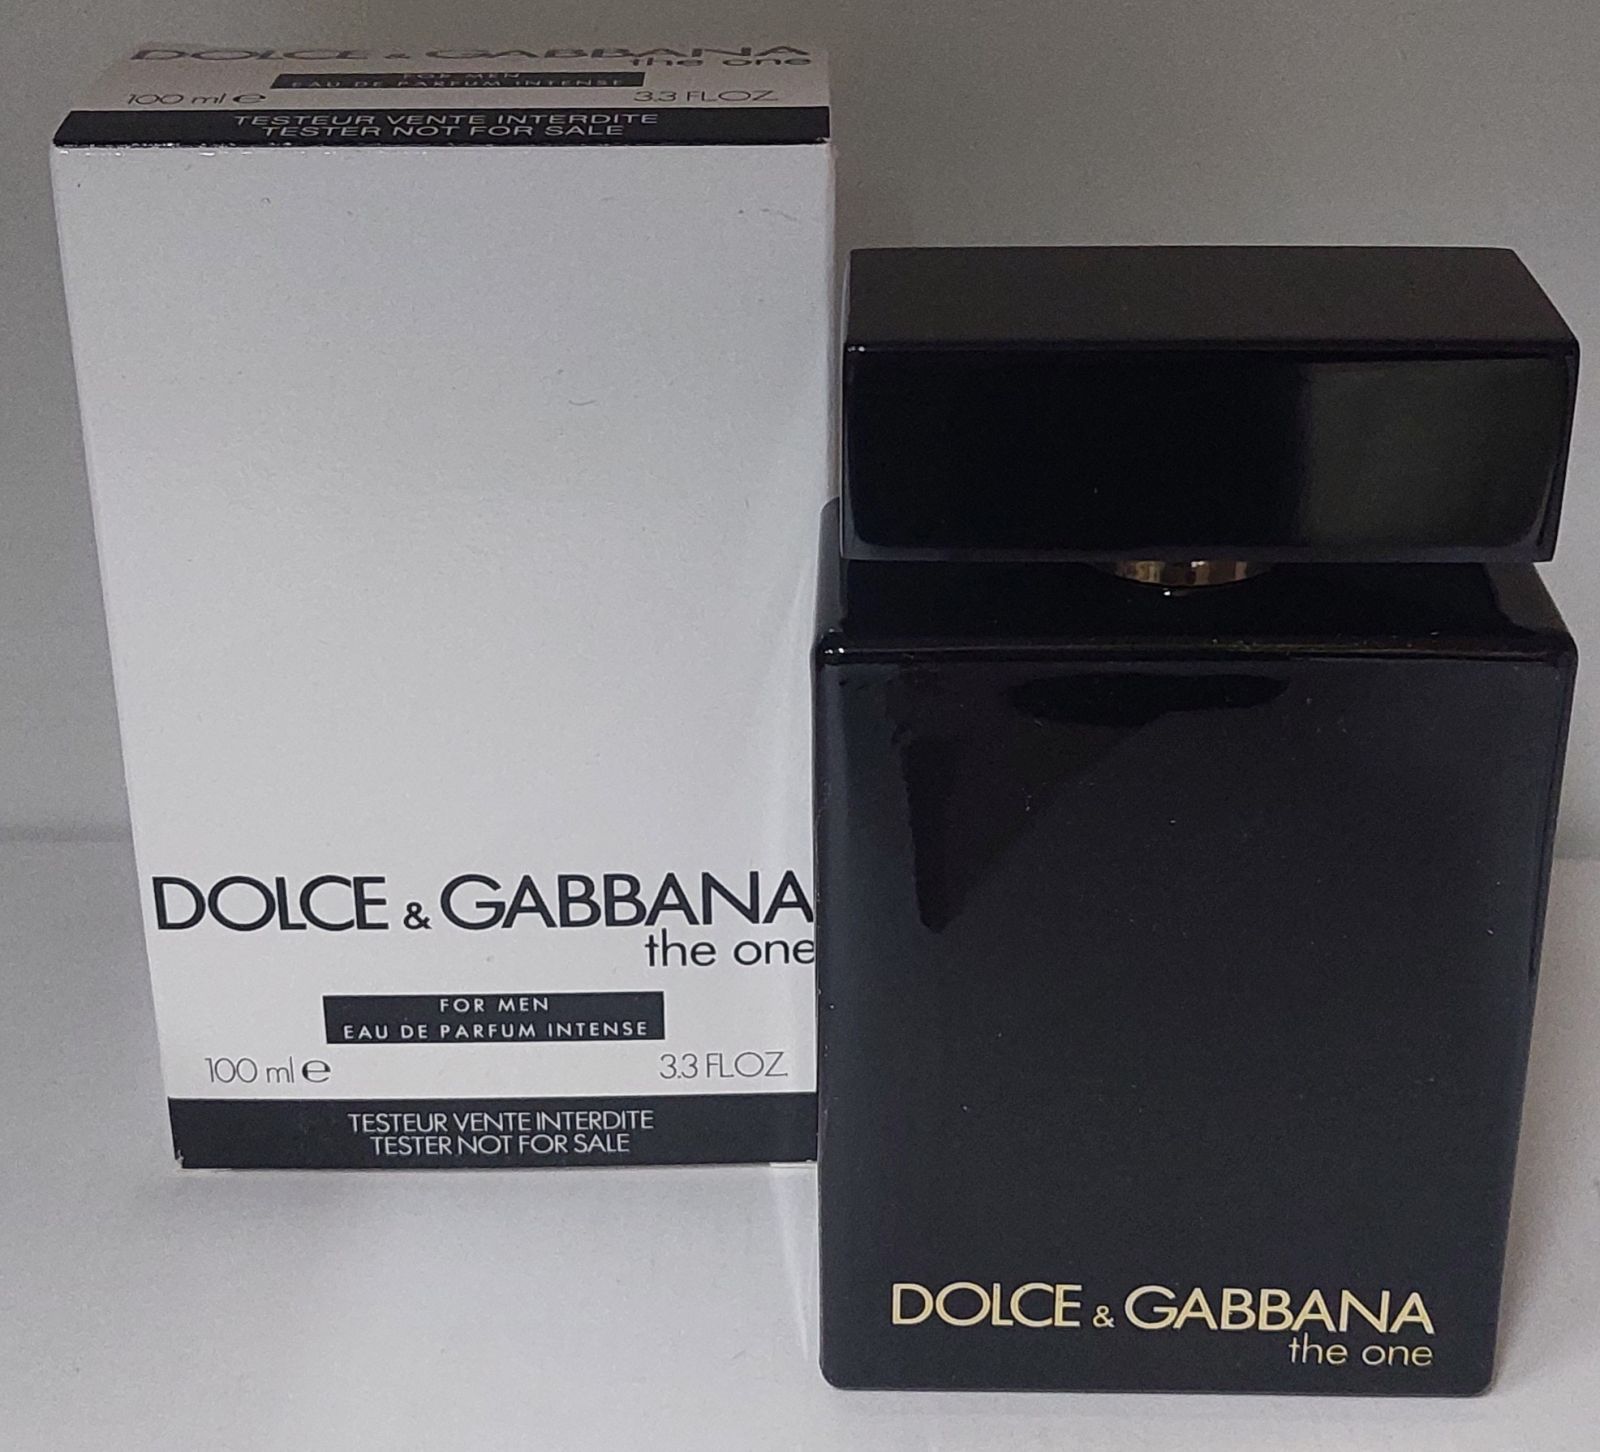 DOLCE & GABBANA
the one
FOR MEN
EAU DE PARFUM INTENSE
100 ml e 3.3 FL OZ
TESTEUR VENTE INTERDITE
TESTER NOT FOR SALE
DOLCE & GABBANA
the one
FOR MEN
EAU DE PARFUM INTENSE
100 ml e 3.3 FL OZ
TESTEUR VENTE INTERDITE
TESTER NOT FOR SALE
DOLCE & GABBANA
the one